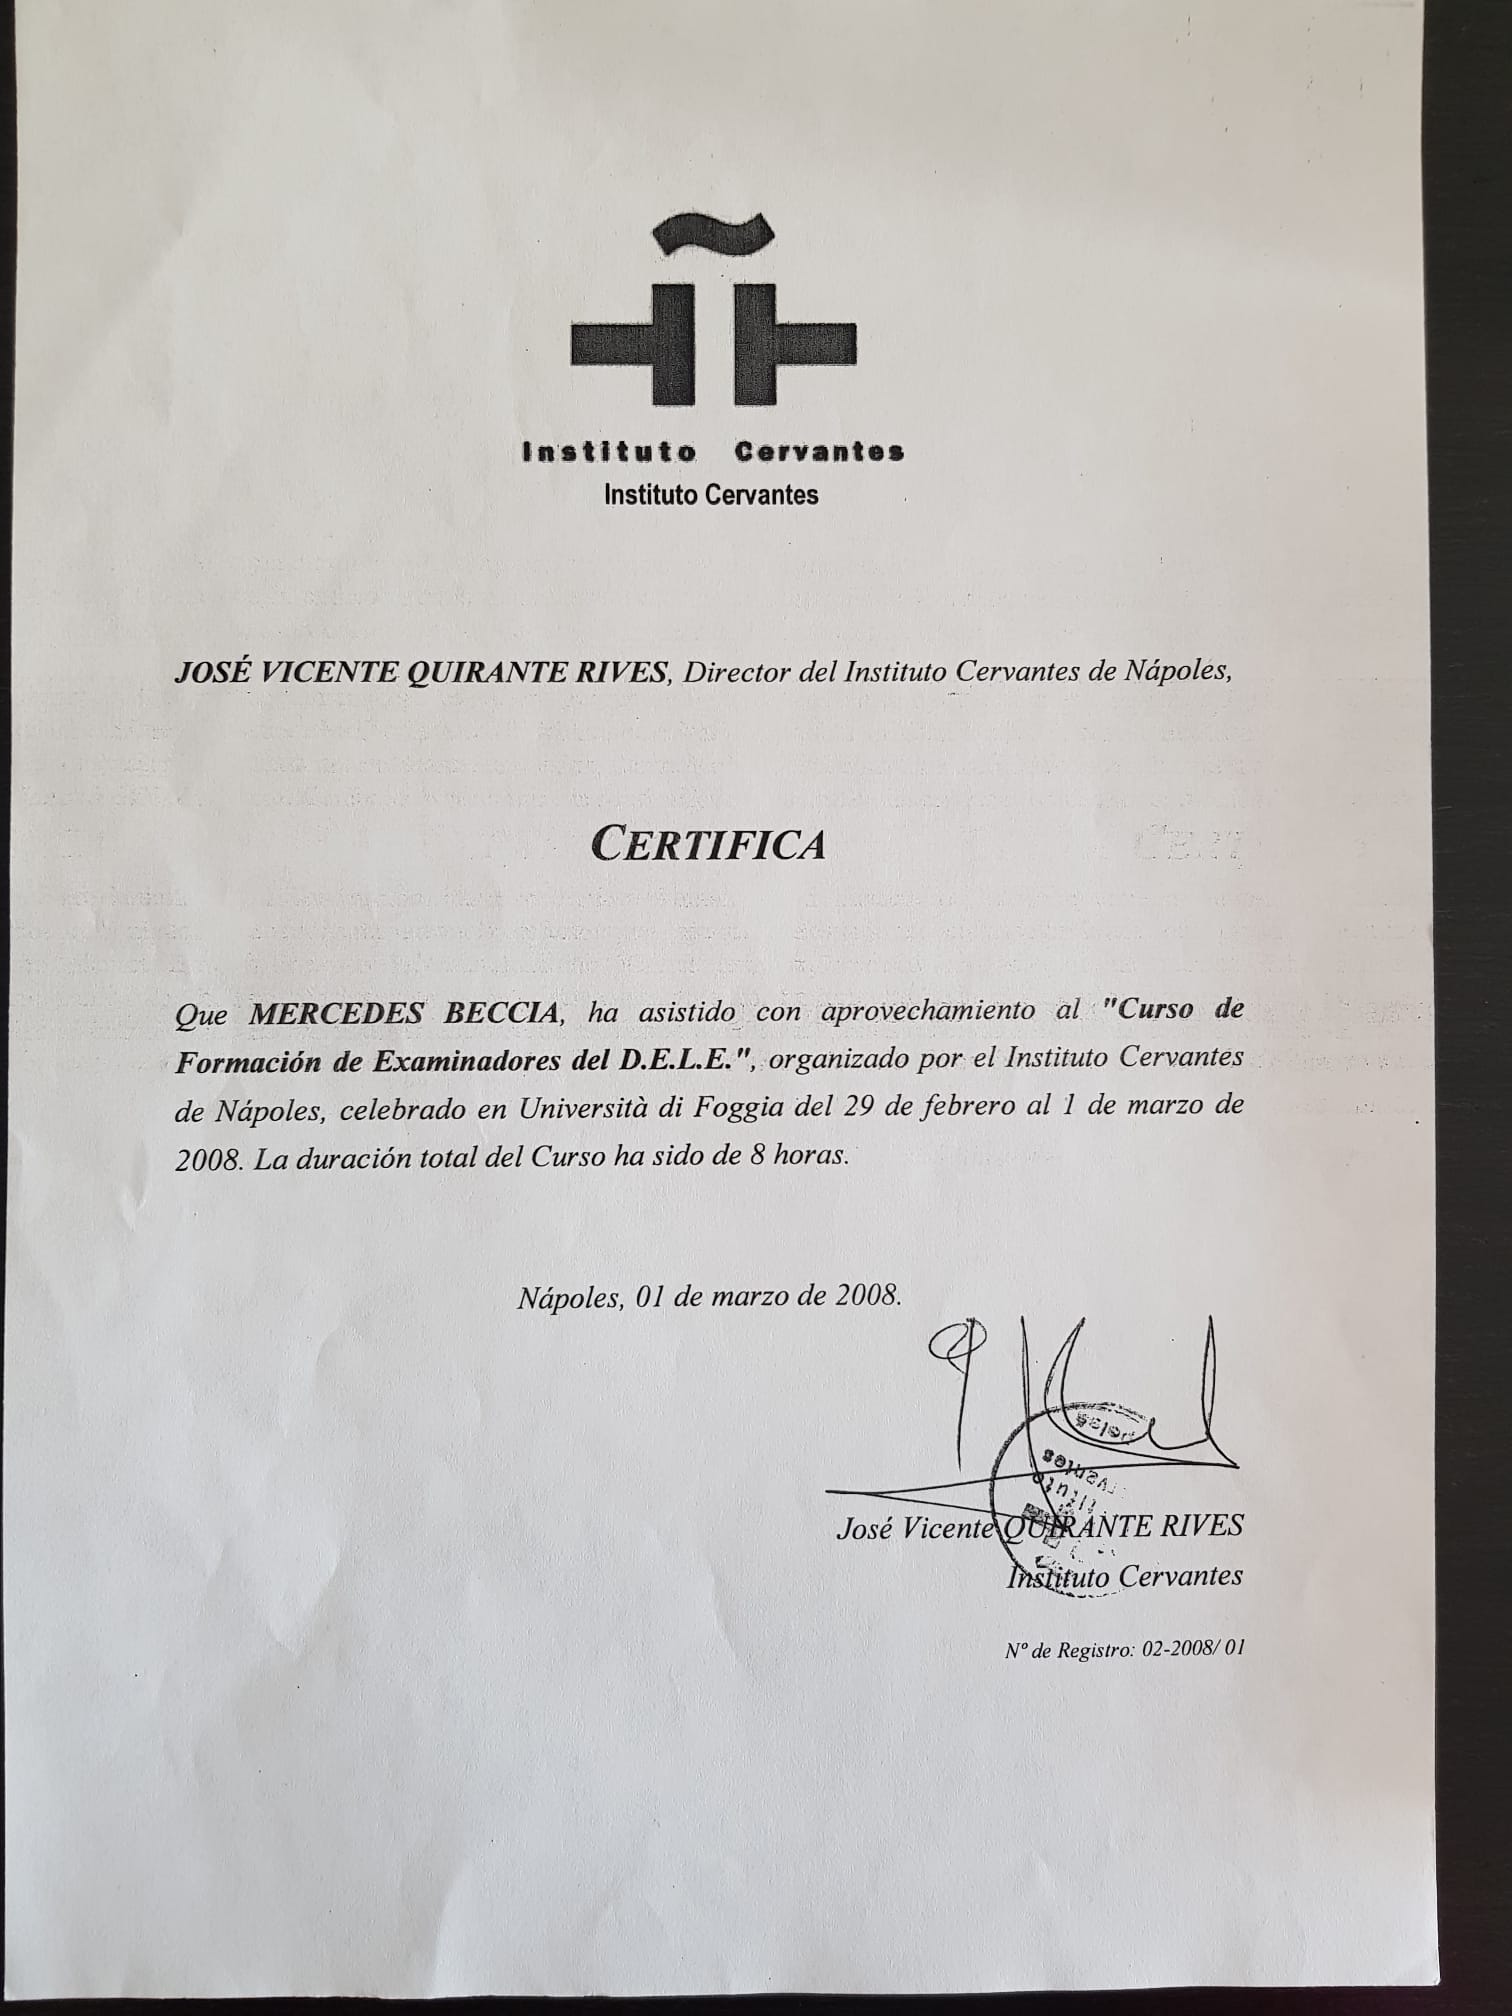 Instituto Cervantes
Instituto Cervantes
JOSÉ VICENTE QUIRANTE RIVES, Director del Instituto Cervantes de Nápoles,
CERTIFICA
Que MERCEDES BECCIA, ha asistido con aprovechamiento al "Curso de
Formación de Examinadores del D.E.L.E.", organizado por el Instituto Cervantes
de Nápoles, celebrado en Università di Foggia del 29 de febrero al 1 de marzo de
2008. La duración total del Curso ha sido de 8 horas.
Nápoles, 01 de marzo de 2008.
José Vicente QUIRANTE RIVES
Instituto Cervantes
Nº de Registro: 02-2008/ 01